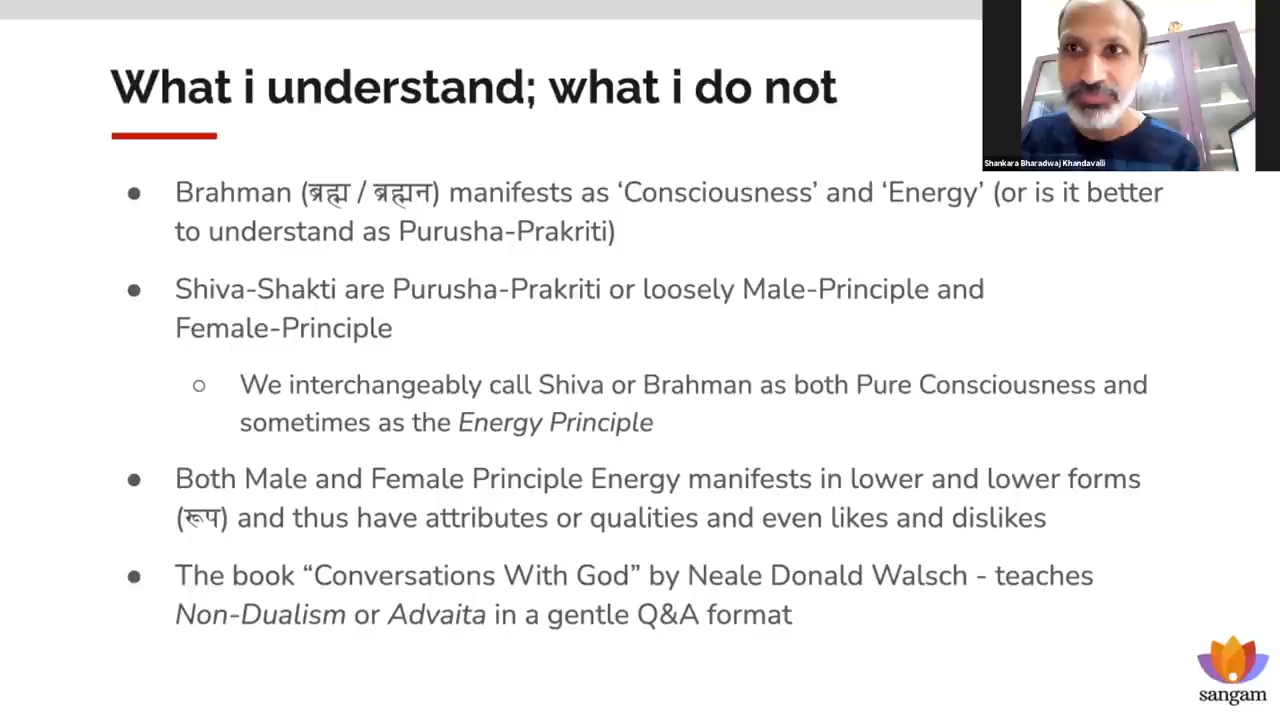 What i understand; what i do not
Shankara Bharadwaj Khandavalli
● Brahman (ब्रह्म / ब्रह्मन) manifests as ‘Consciousness’ and ‘Energy’ (or is it better
to understand as Purusha-Prakriti)
● Shiva-Shakti are Purusha-Prakriti or loosely Male-Principle and
Female-Principle
○ We interchangeably call Shiva or Brahman as both Pure Consciousness and
sometimes as the Energy Principle
● Both Male and Female Principle Energy manifests in lower and lower forms
(रूप) and thus have attributes or qualities and even likes and dislikes
● The book “Conversations With God” by Neale Donald Walsch - teaches
Non-Dualism or Advaita in a gentle Q&A format
sangam